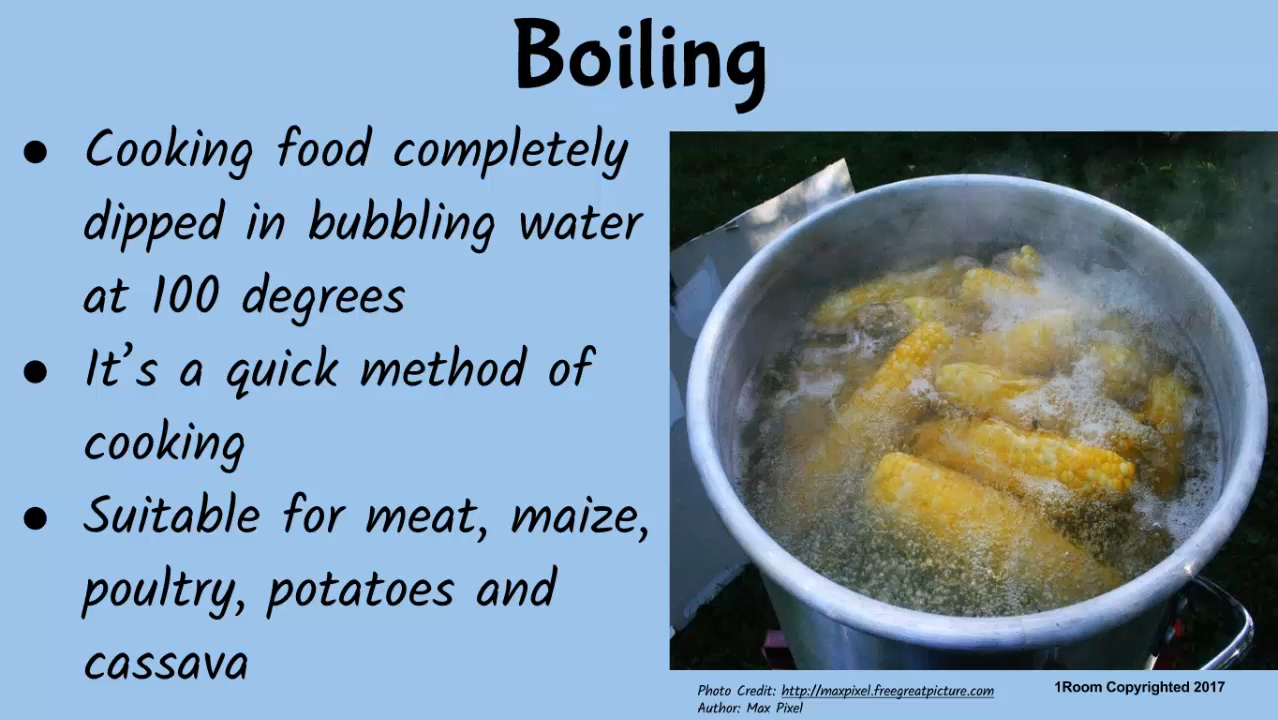 Boiling
● Cooking food completely
dipped in bubbling water
at 100 degrees
● It's a quick method of
cooking
● Suitable for meat, maize,
poultry, potatoes and
cassava
Photo Credit: http://maxpixel.freegreatpicture.com
Author: Max Pixel
1Room Copyrighted 2017